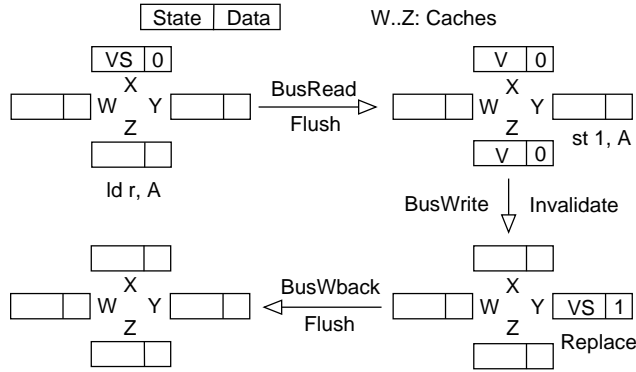 State Data W..Z: Caches
VS 0
X
W Y
Z
ld r, A
BusRead
Flush
V 0
X
W Y
Z
V 0
st 1, A
BusWrite Invalidate
X
W Y
Z
BusWback
Flush
X
W Y VS 1
Z
Replace